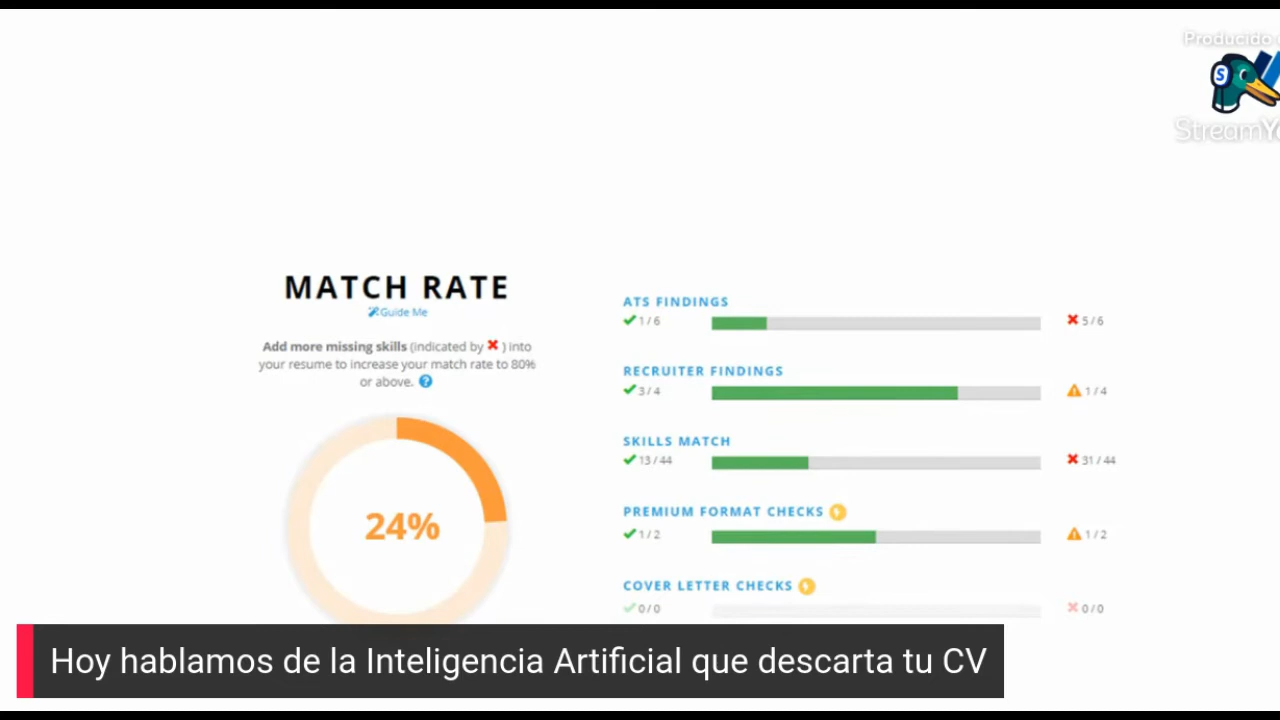 Producido
StreamY
MATCH RATE
Guide Me
Add more missing skills (indicated by ✖ ) into
your resume to increase your match rate to 80%
or above. ?
24%
ATS FINDINGS
✔ 1 / 6
✖ 5 / 6
RECRUITER FINDINGS
✔ 3 / 4
1 / 4
SKILLS MATCH
✔ 13 / 44
✖ 31 / 44
PREMIUM FORMAT CHECKS
✔ 1 / 2
1 / 2
COVER LETTER CHECKS
✔ 0 / 0
✖ 0 / 0
Hoy hablamos de la Inteligencia Artificial que descarta tu CV